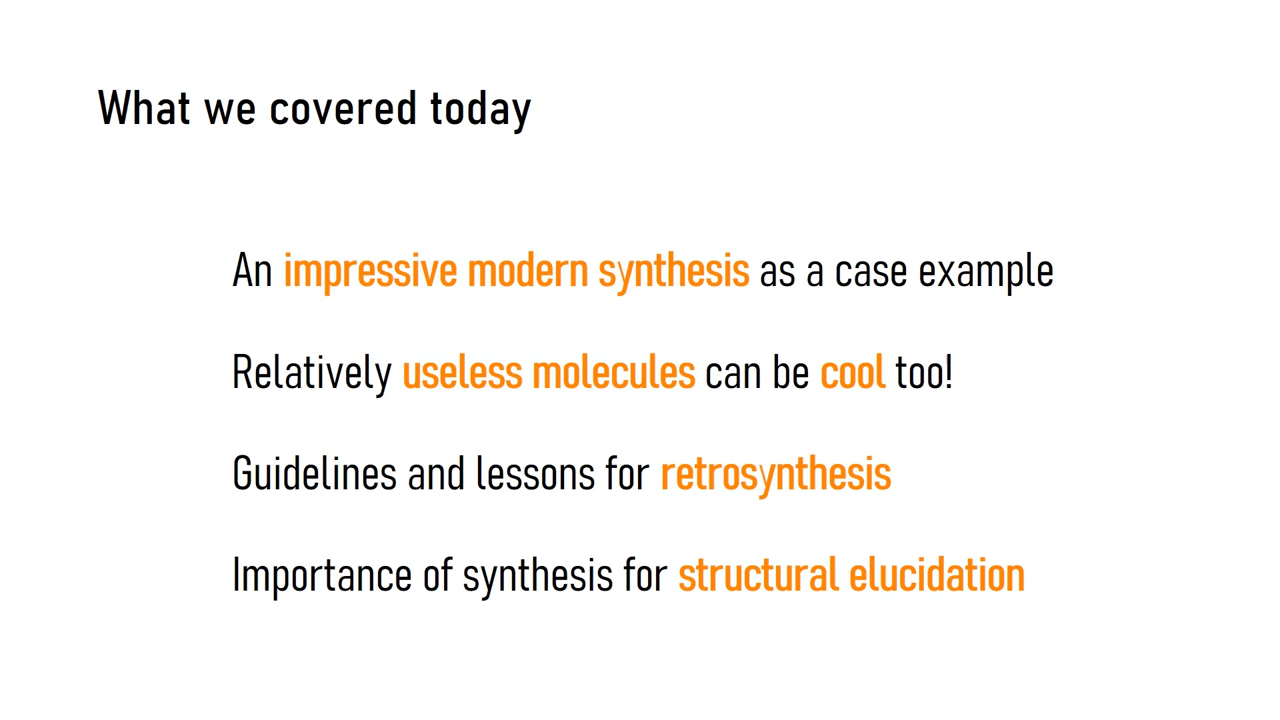 What we covered today
An impressive modern synthesis as a case example
Relatively useless molecules can be cool too!
Guidelines and lessons for retrosynthesis
Importance of synthesis for structural elucidation